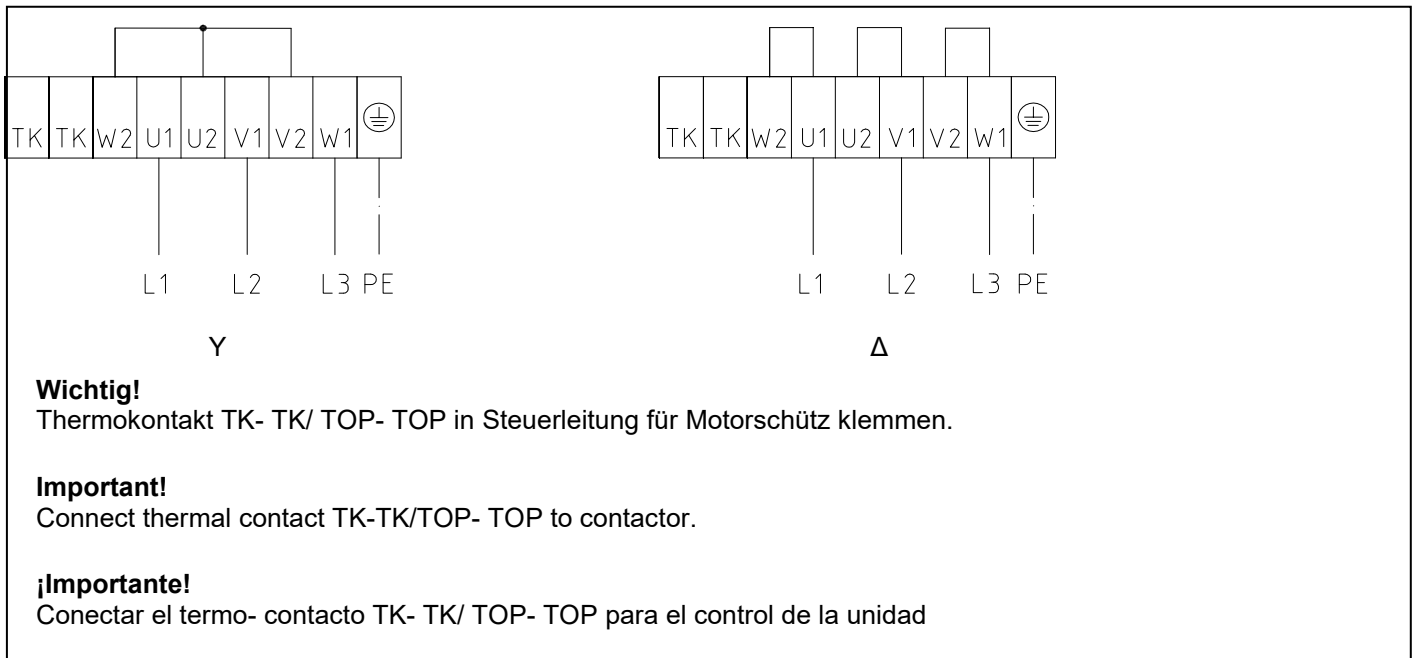 TK TK W2 U1 U2 V1 V2 W1 TK TK W2 U1 U2 V1 V2 W1
L1 L2 L3 PE L1 L2 L3 PE
Y Δ
Wichtig!
Thermokontakt TK- TK/ TOP- TOP in Steuerleitung für Motorschütz klemmen.
Important!
Connect thermal contact TK-TK/TOP- TOP to contactor.
¡Importante!
Conectar el termo- contacto TK- TK/ TOP- TOP para el control de la unidad